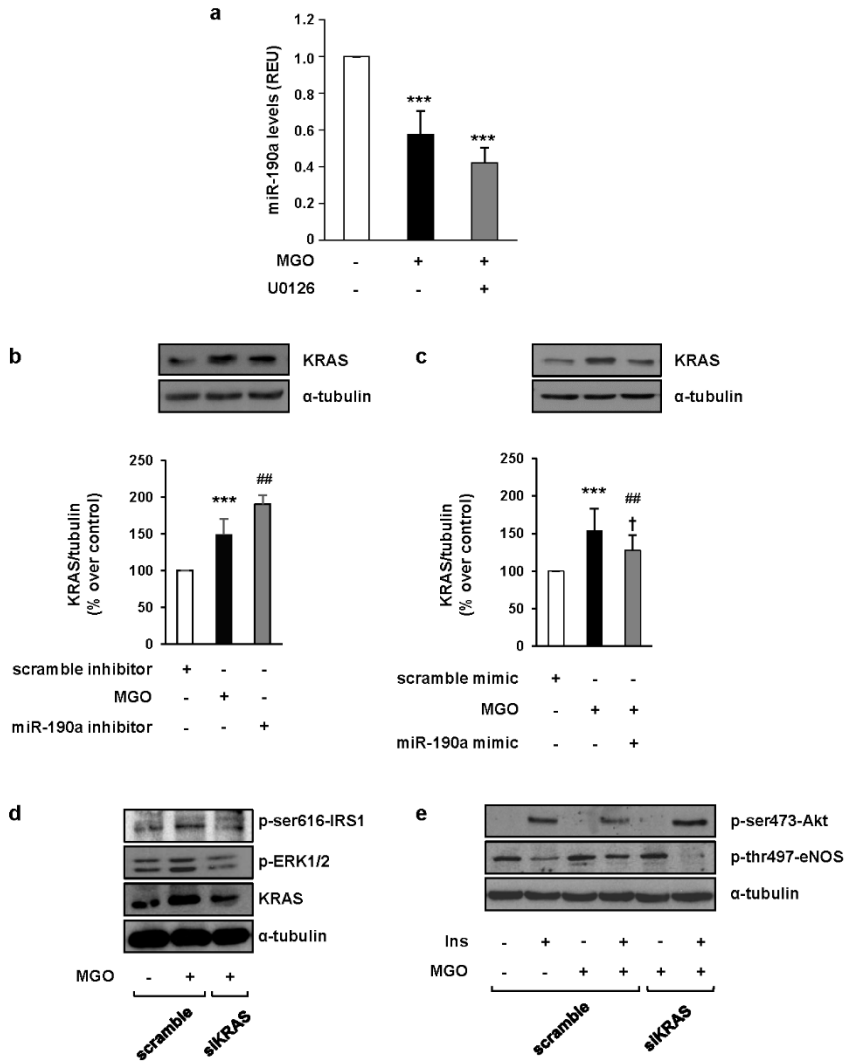 a
miR-190a levels (REU)
1.2
1.0
0.8
0.6
0.4
0.2
0
***
***
MGO - + +
U0126 - - +
b
KRAS
α-tubulin
KRAS/tubulin
(% over control)
250
200
150
100
50
0
***
##
scramble inhibitor + - -
MGO - + -
miR-190a inhibitor - - +
c
KRAS
α-tubulin
KRAS/tubulin
(% over control)
250
200
150
100
50
0
***
##
†
scramble mimic + - -
MGO - + +
miR-190a mimic - - +
d
p-ser616-IRS1
p-ERK1/2
KRAS
α-tubulin
MGO - + +
scramble siKRAS
e
p-ser473-Akt
p-thr497-eNOS
α-tubulin
Ins - + - + - +
MGO - - + + + +
scramble siKRAS